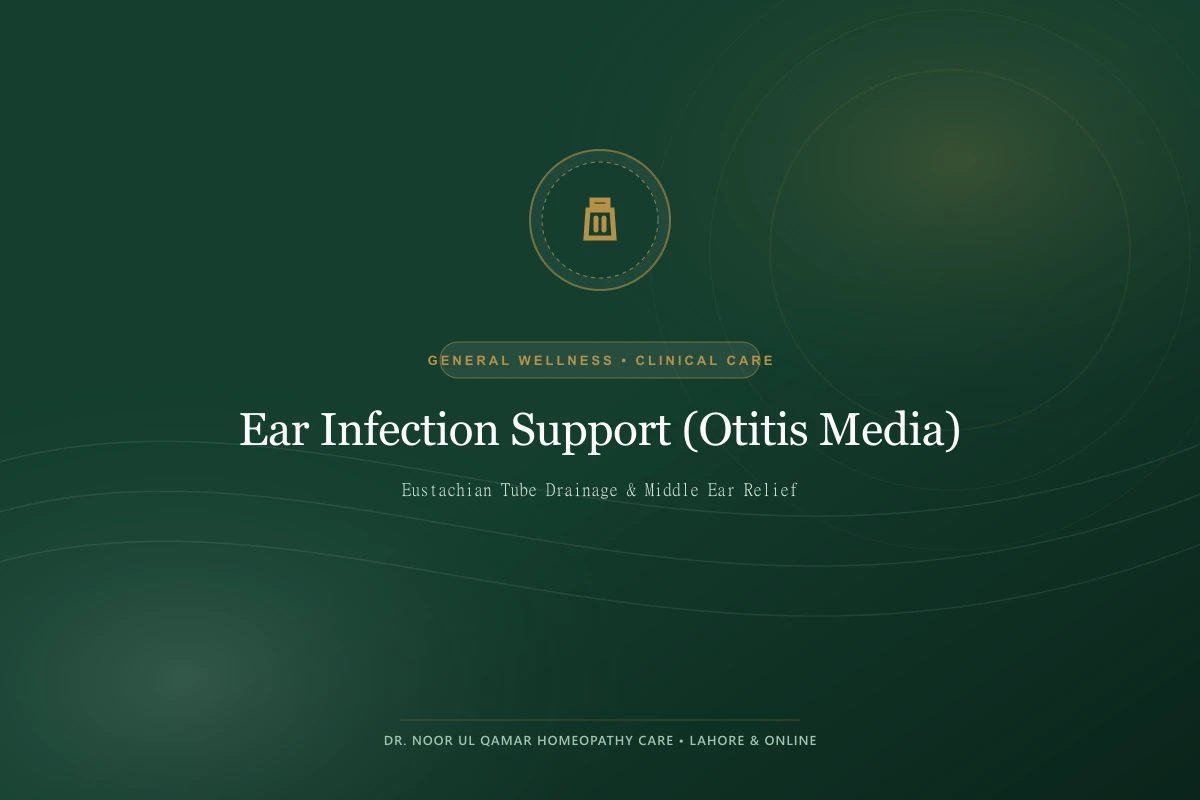 GENERAL WELLNESS • CLINICAL CARE
Ear Infection Support (Otitis Media)
Eustachian Tube Drainage & Middle Ear Relief
DR. NOOR UL QAMAR HOMEOPATHY CARE • LAHORE & ONLINE